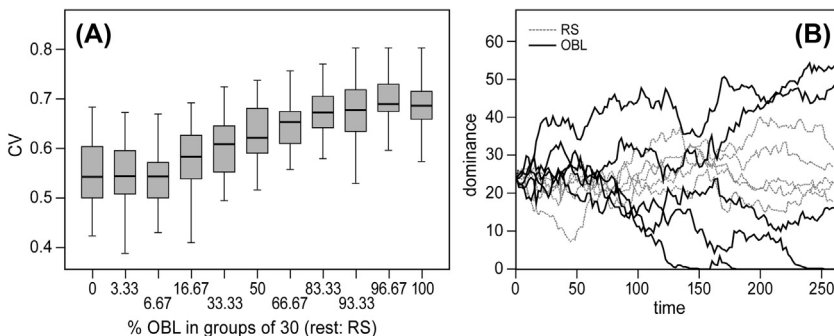 (A)
0.8
0.7
0.6
0.5
0.4
CV
0 3.33 16.67 50 83.33 96.67 100
6.67 33.33 66.67 93.33
% OBL in groups of 30 (rest: RS)
(B)
RS
OBL
60
50
40
30
20
10
0
dominance
0 50 100 150 200 250
time